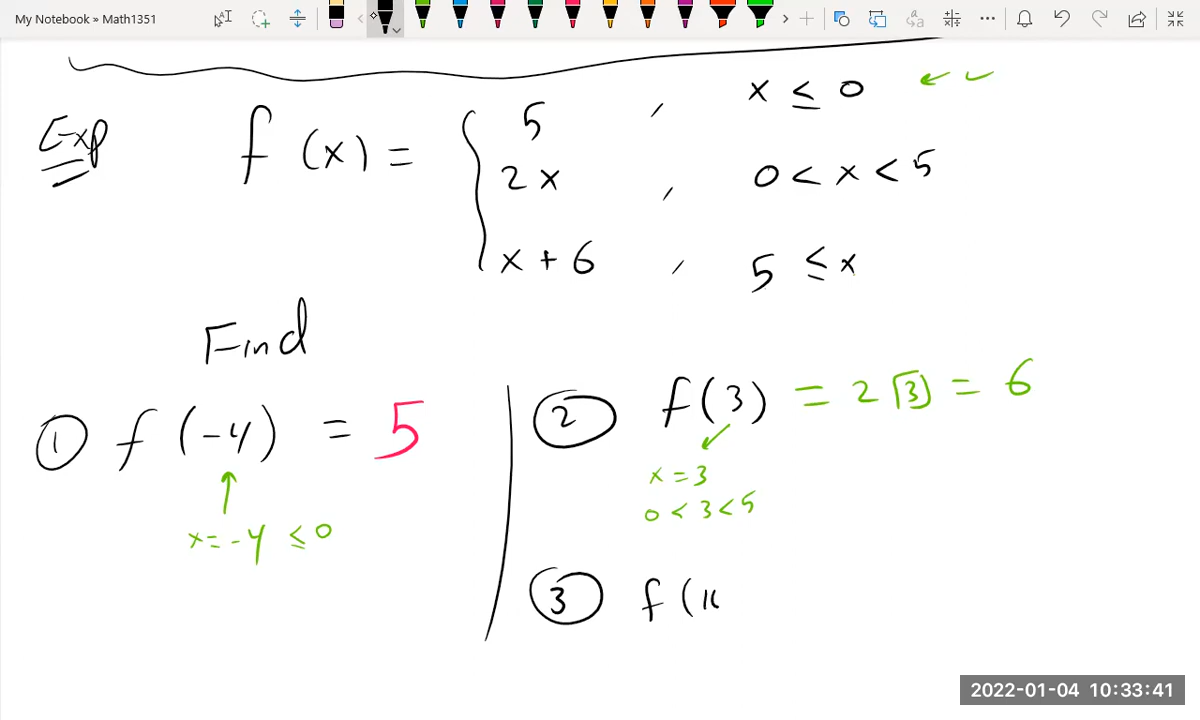 My Notebook » Math1351
Exp f(x) = { 5 , x ≤ 0
2x , 0 < x < 5
x + 6 , 5 ≤ x
Find
① f(-4) = 5
x = -4 ≤ 0
② f(3) = 2(3) = 6
x = 3
0 < 3 < 5
③ f(
2022-01-04 10:33:41